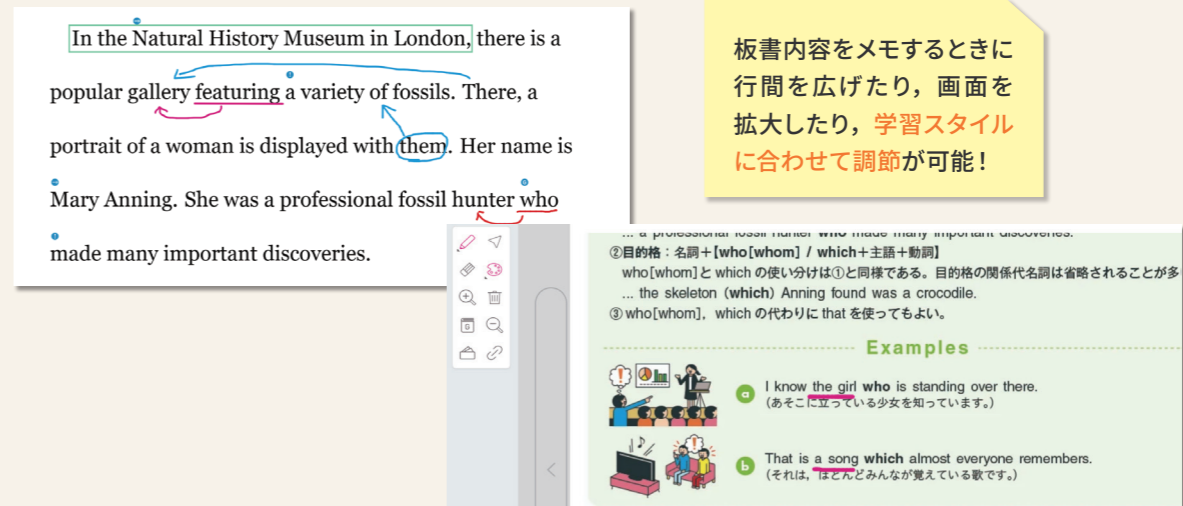 In the Natural History Museum in London, there is a
popular gallery featuring a variety of fossils. There, a
portrait of a woman is displayed with them. Her name is
Mary Anning. She was a professional fossil hunter who
made many important discoveries.
板書内容をメモするときに
行間を広げたり，画面を
拡大したり，学習スタイル
に合わせて調節が可能！
... a professional fossil hunter who made many important discoveries.
②目的格：名詞＋【who[whom] / which＋主語＋動詞】
who[whom]と which の使い分けは①と同様である。目的格の関係代名詞は省略されることが多
... the skeleton (which) Anning found was a crocodile.
③ who[whom]，which の代わりに that を使ってもよい。
Examples
a I know the girl who is standing over there.
（あそこに立っている少女を知っています。）
b That is a song which almost everyone remembers.
（それは，ほとんどみんなが覚えている歌です。）